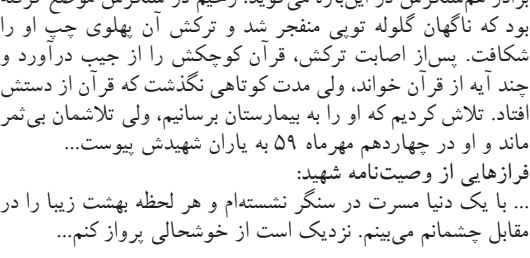 برادر هم‌سنگرش در این‌باره می‌گوید: رحیم در سنگرش موضع گرفته
بود که ناگهان گلوله توپی منفجر شد و ترکش آن پهلوی چپ او را
شکافت. پس‌از اصابت ترکش، قرآن کوچکش را از جیب درآورد و
چند آیه از قرآن خواند، ولی مدت کوتاهی نگذشت که قرآن از دستش
افتاد. تلاش کردیم که او را به بیمارستان برسانیم، ولی تلاشمان بی‌ثمر
ماند و او در چهاردهم مهرماه ۵۹ به یاران شهیدش پیوست...
فرازهایی از وصیت‌نامه شهید:
... با یک دنیا مسرت در سنگر نشسته‌ام و هر لحظه بهشت زیبا را در
مقابل چشمانم می‌بینم. نزدیک است از خوشحالی پرواز کنم...